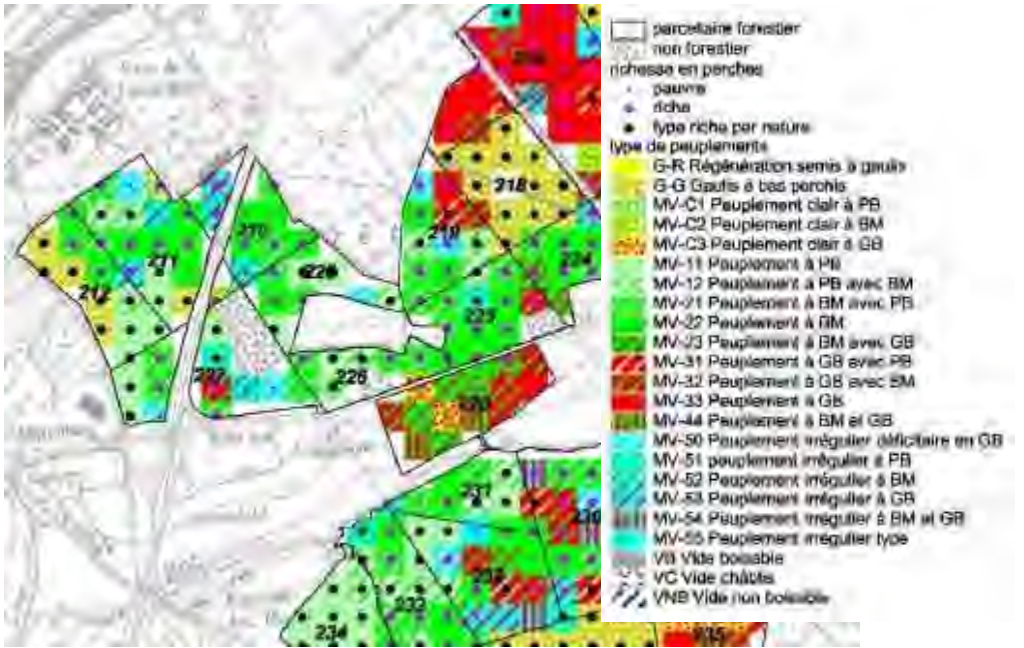 218
219
224
211
210
226
212
225
227
226
231
232
233
234
235
parcellaire forestier
non forestier
richesse en perches
pauvre
riche
type riche par nature
type de peuplements
G-R Régénération semis à gaulis
G-G Gaulis à bas perchis
MV-C1 Peuplement clair à PB
MV-C2 Peuplement clair à BM
MV-C3 Peuplement clair à GB
MV-11 Peuplement à PB
MV-12 Peuplement à PB avec BM
MV-21 Peuplement à BM avec PB
MV-22 Peuplement à BM
MV-23 Peuplement à BM avec GB
MV-31 Peuplement à GB avec PB
MV-32 Peuplement à GB avec BM
MV-33 Peuplement à GB
MV-44 Peuplement à BM et GB
MV-50 Peuplement irrégulier déficitaire en GB
MV-51 peuplement irrégulier à PB
MV-52 Peuplement irrégulier à BM
MV-53 Peuplement irrégulier à GB
MV-54 Peuplement irrégulier à BM et GB
MV-55 Peuplement irrégulier type
VB Vide boisable
VC Vide châblis
VNB Vide non boisable